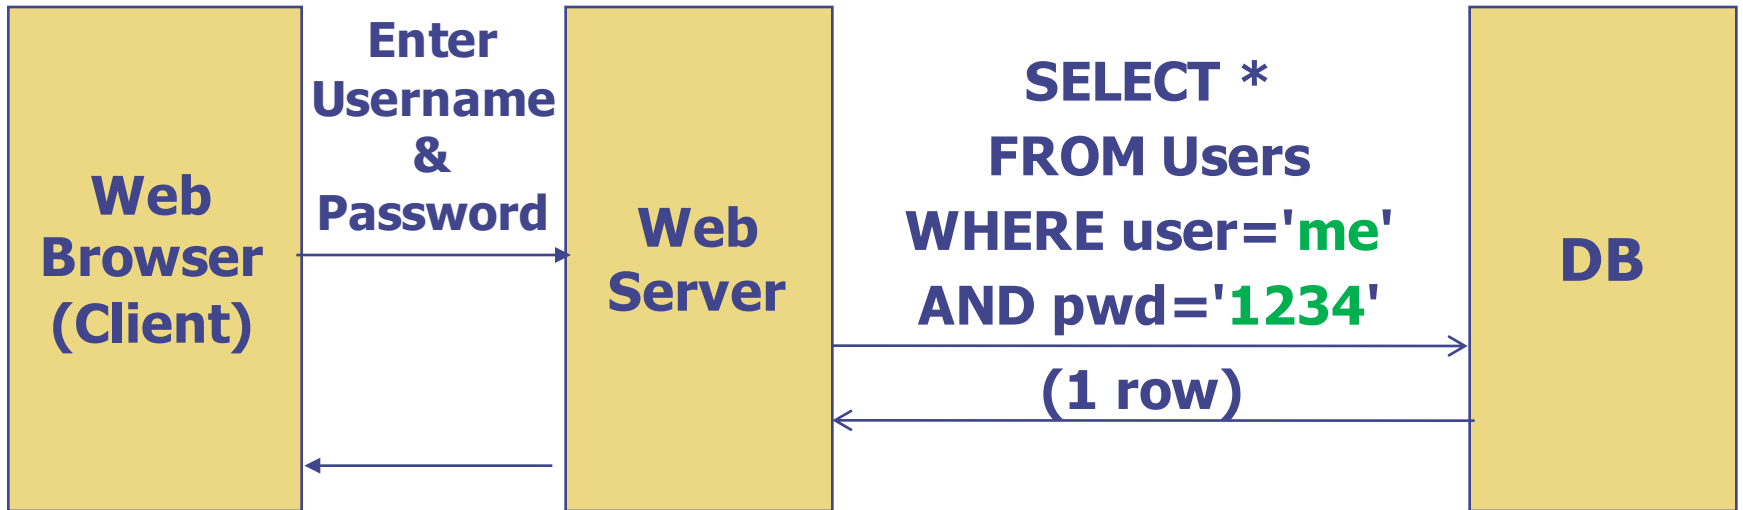 Web
Browser
(Client)
Enter
Username
&
Password
Web
Server
SELECT *
FROM Users
WHERE user='me'
AND pwd='1234'
(1 row)
DB